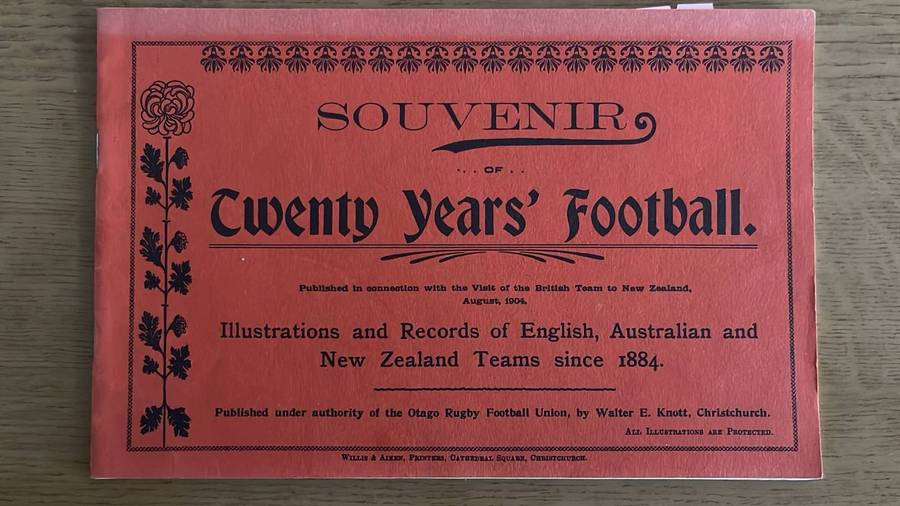 SOUVENIR
. . OF . .
Twenty Years' Football.
Published in connection with the Visit of the British Team to New Zealand,
August, 1904.
Illustrations and Records of English, Australian and
New Zealand Teams since 1884.
Published under authority of the Otago Rugby Football Union, by Walter E. Knott, Christchurch.
All Illustrations are Protected.
Willis & Aiken, Printers, Cathedral Square, Christchurch.